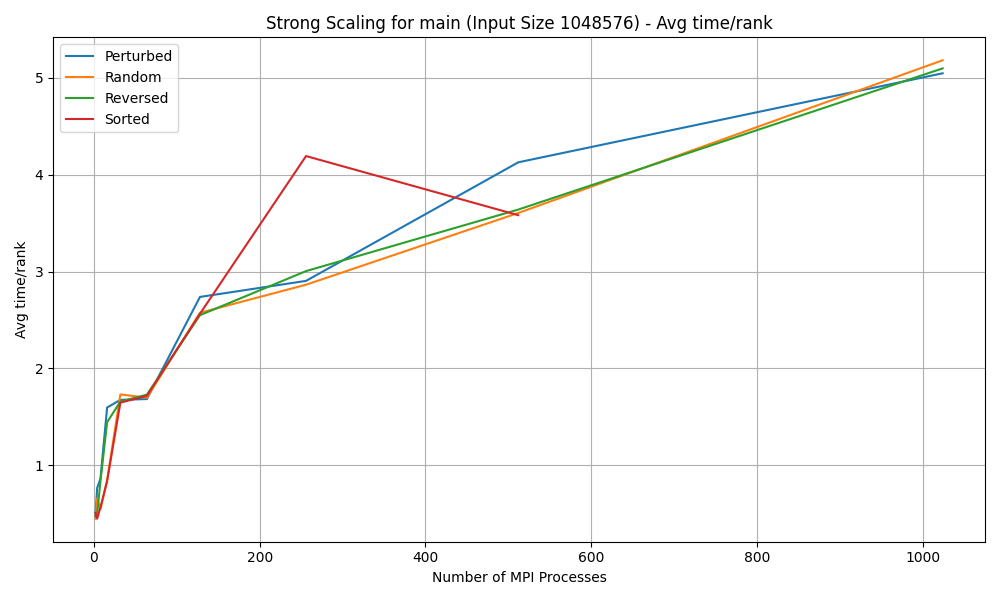 Strong Scaling for main (Input Size 1048576) - Avg time/rank
Perturbed
Random
Reversed
Sorted
5
4
3
2
1
Avg time/rank
0 200 400 600 800 1000
Number of MPI Processes